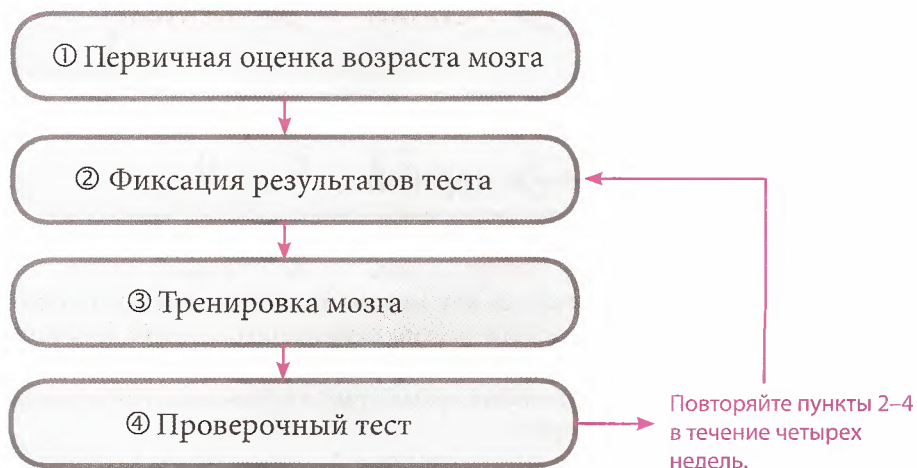 ① Первичная оценка возраста мозга
② Фиксация результатов теста
③ Тренировка мозга
④ Проверочный тест
Повторяйте пункты 2–4
в течение четырех
недель.